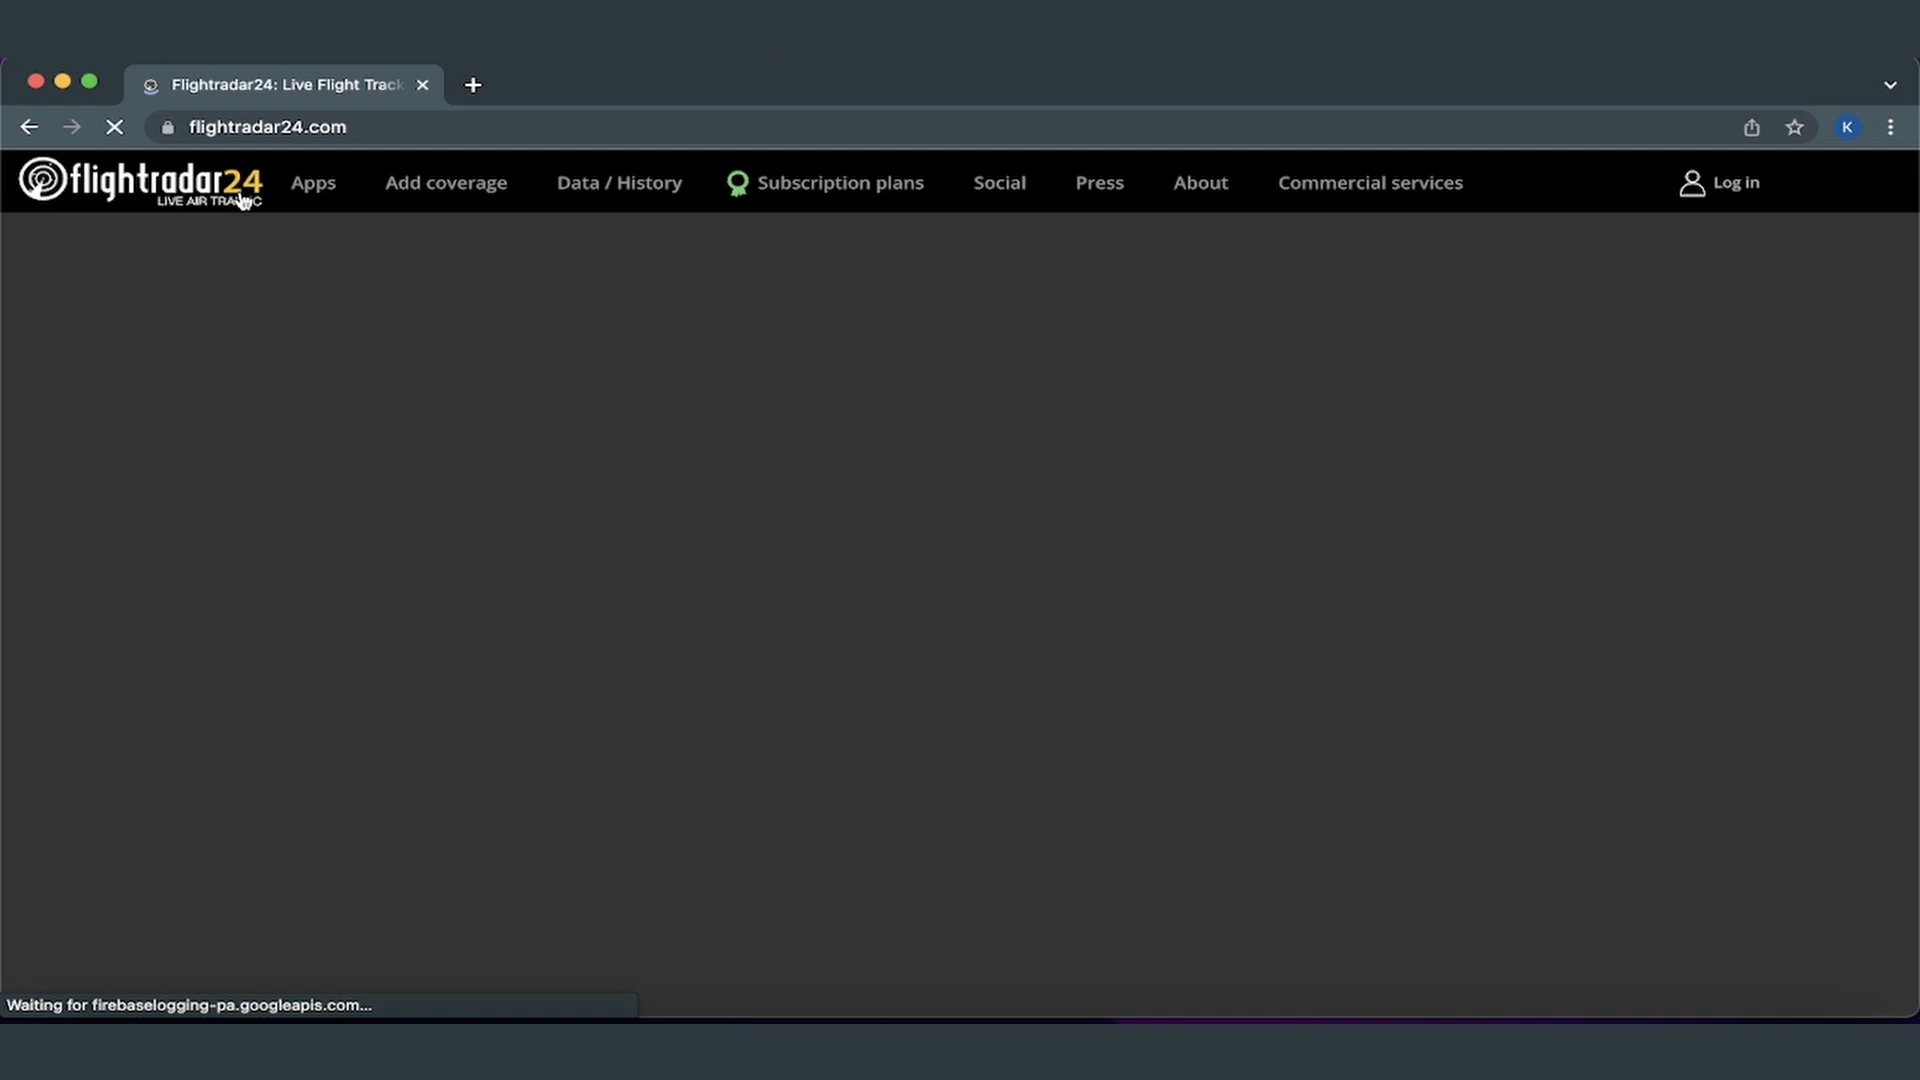 Flightradar24: Live Flight Track
flightradar24.com
K
flightradar24
LIVE AIR TRAFFIC
Apps
Add coverage
Data / History
Subscription plans
Social
Press
About
Commercial services
Log in
Waiting for firebaselogging-pa.googleapis.com...